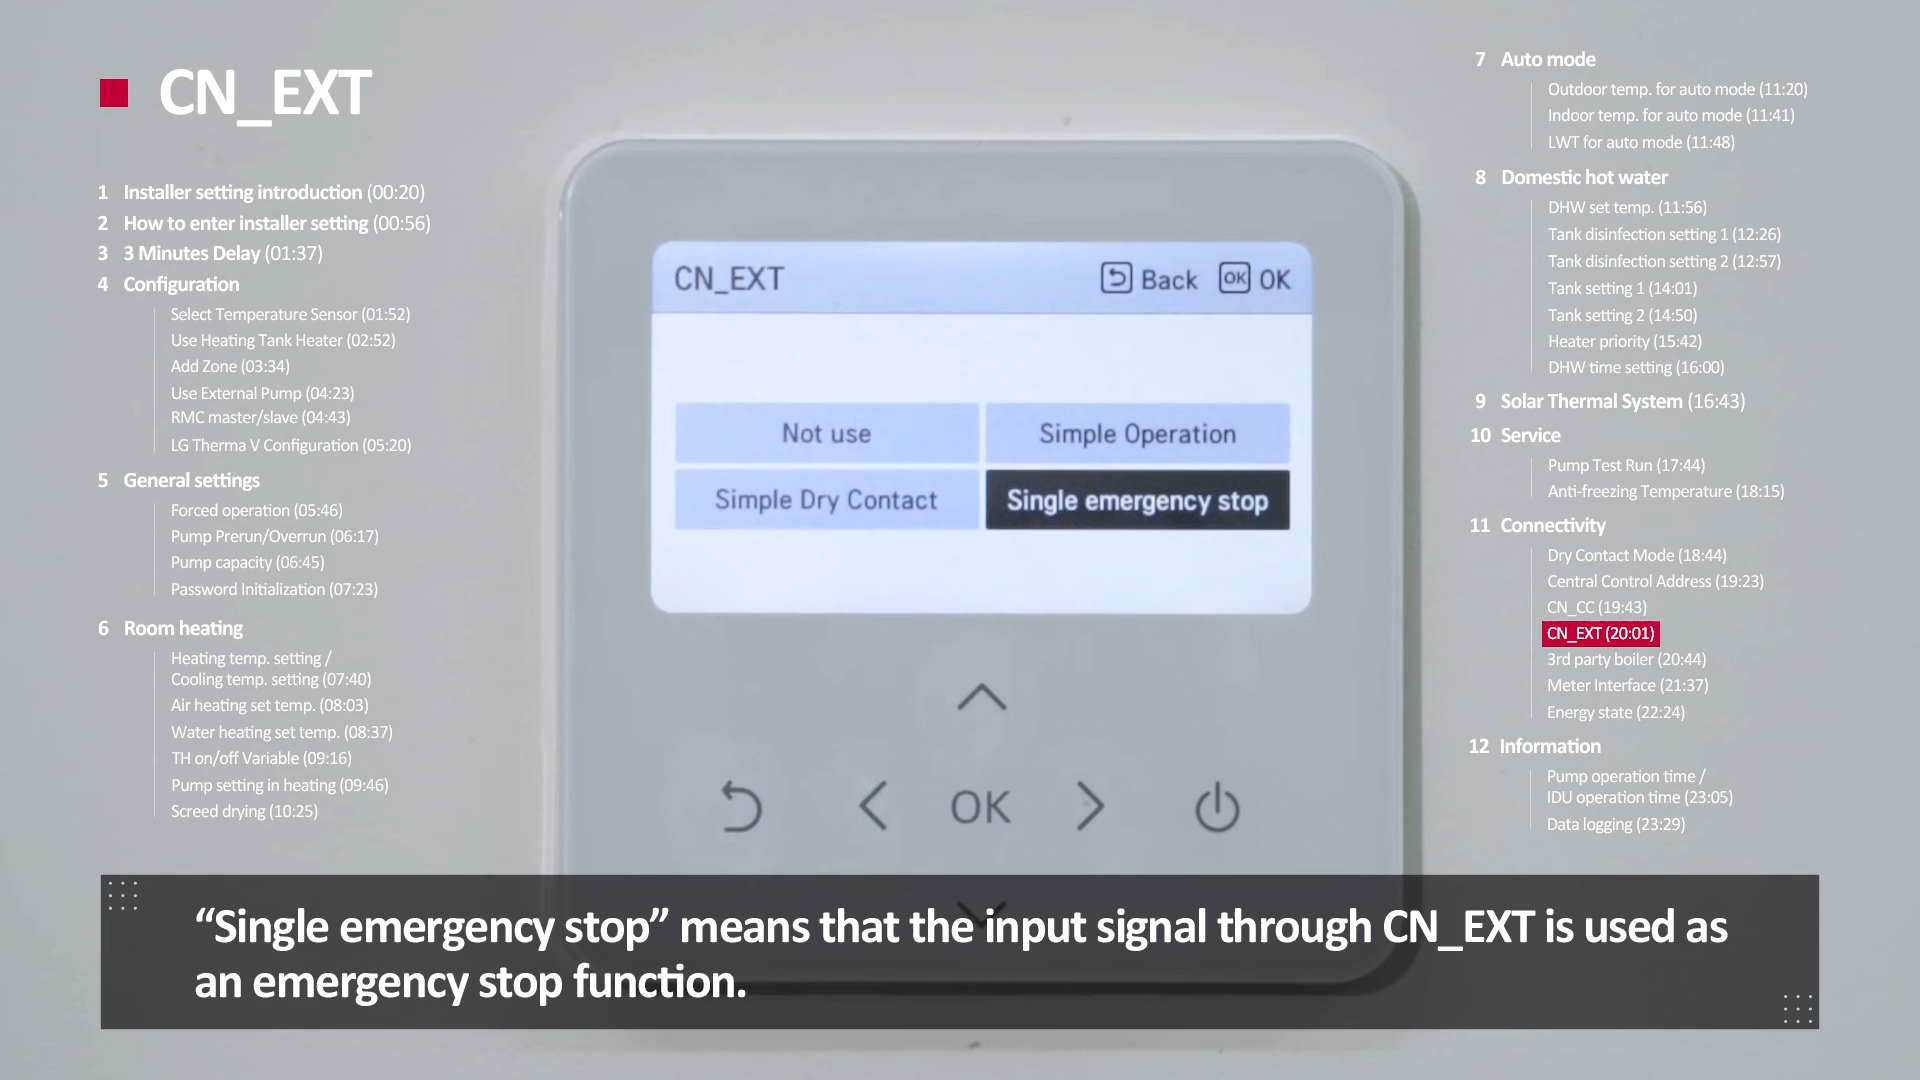 CN_EXT
1 Installer setting introduction (00:20)
2 How to enter installer setting (00:56)
3 3 Minutes Delay (01:37)
4 Configuration
Select Temperature Sensor (01:52)
Use Heating Tank Heater (02:52)
Add Zone (03:34)
Use External Pump (04:23)
RMC master/slave (04:43)
LG Therma V Configuration (05:20)
5 General settings
Forced operation (05:46)
Pump Prerun/Overrun (06:17)
Pump capacity (06:45)
Password Initialization (07:23)
6 Room heating
Heating temp. setting /
Cooling temp. setting (07:40)
Air heating set temp. (08:03)
Water heating set temp. (08:37)
TH on/off Variable (09:16)
Pump setting in heating (09:46)
Screed drying (10:25)
CN_EXT Back OK OK
Not use Simple Operation
Simple Dry Contact Single emergency stop
OK
7 Auto mode
Outdoor temp. for auto mode (11:20)
Indoor temp. for auto mode (11:41)
LWT for auto mode (11:48)
8 Domestic hot water
DHW set temp. (11:56)
Tank disinfection setting 1 (12:26)
Tank disinfection setting 2 (12:57)
Tank setting 1 (14:01)
Tank setting 2 (14:50)
Heater priority (15:42)
DHW time setting (16:00)
9 Solar Thermal System (16:43)
10 Service
Pump Test Run (17:44)
Anti-freezing Temperature (18:15)
11 Connectivity
Dry Contact Mode (18:44)
Central Control Address (19:23)
CN_CC (19:43)
CN_EXT (20:01)
3rd party boiler (20:44)
Meter Interface (21:37)
Energy state (22:24)
12 Information
Pump operation time /
IDU operation time (23:05)
Data logging (23:29)
“Single emergency stop” means that the input signal through CN_EXT is used as
an emergency stop function.